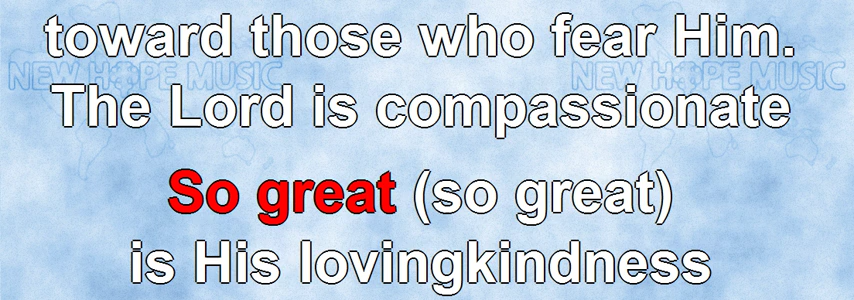 toward those who fear Him.
NEW HOPE MUSIC NEW HOPE MUSIC
The Lord is compassionate
So great (so great)
is His lovingkindness